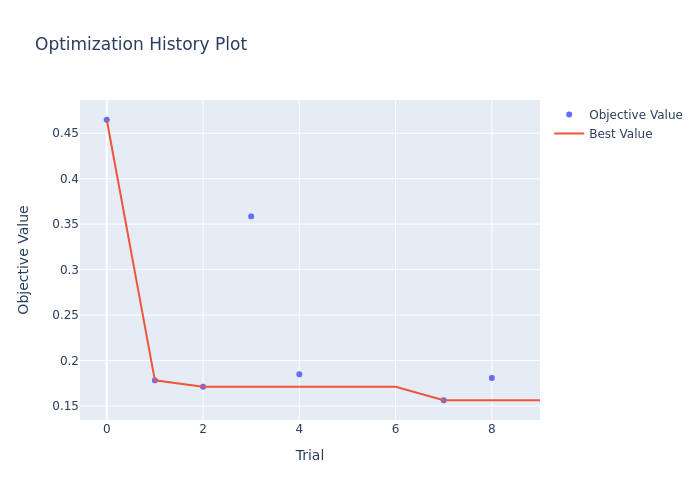 Optimization History Plot
Objective Value
Best Value
Objective Value
0.45
0.4
0.35
0.3
0.25
0.2
0.15
0
2
4
6
8
Trial